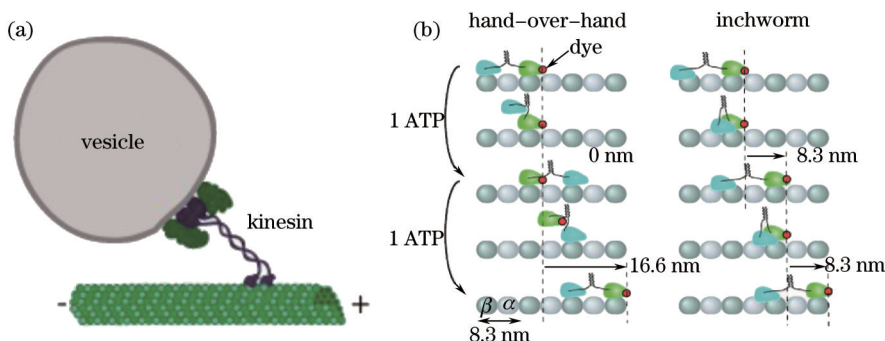 (a)
vesicle
kinesin
-
+
(b)
hand-over-hand
inchworm
dye
1 ATP
0 nm
8.3 nm
1 ATP
16.6 nm
8.3 nm
β α
8.3 nm